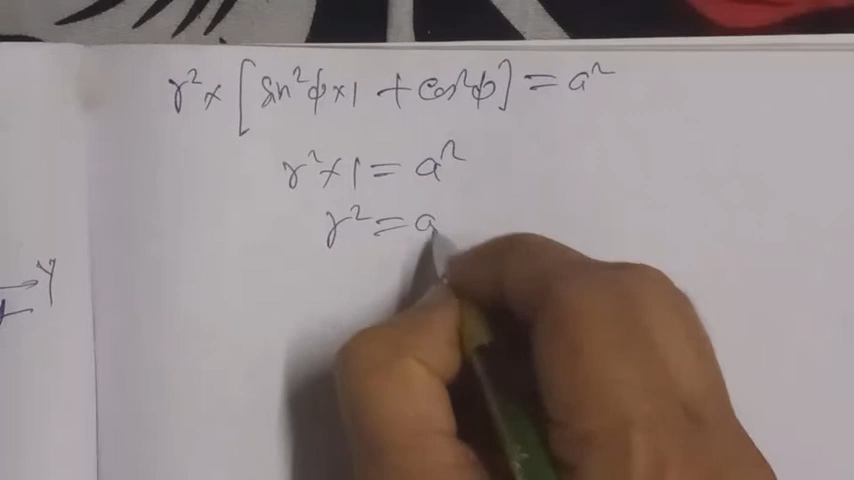 r² × [sin²φ×1 + cos²φ] = a²
r²×1 = a²
r² = a
Y